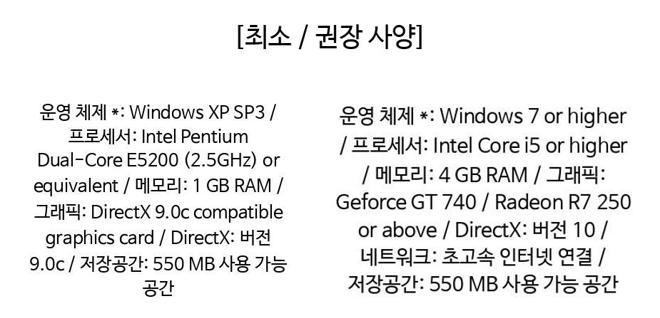 [최소 / 권장 사양]
운영 체제 *: Windows XP SP3 /
프로세서: Intel Pentium
Dual-Core E5200 (2.5GHz) or
equivalent / 메모리: 1 GB RAM /
그래픽: DirectX 9.0c compatible
graphics card / DirectX: 버전
9.0c / 저장공간: 550 MB 사용 가능
공간
운영 체제 *: Windows 7 or higher
/ 프로세서: Intel Core i5 or higher
/ 메모리: 4 GB RAM / 그래픽:
Geforce GT 740 / Radeon R7 250
or above / DirectX: 버전 10 /
네트워크: 초고속 인터넷 연결 /
저장공간: 550 MB 사용 가능 공간